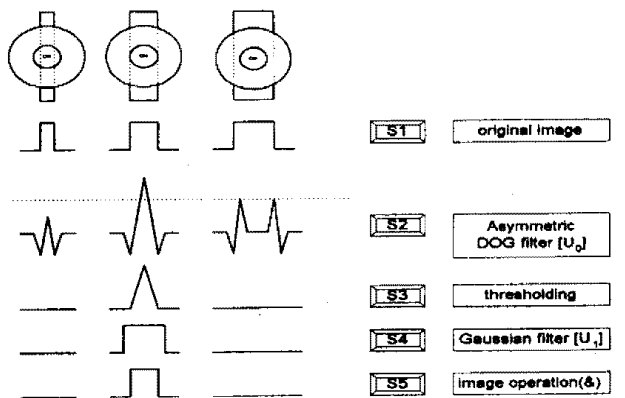 S1 original image
S2 Asymmetric
DOG filter [U0]
S3 thresholding
S4 Gaussian filter [U1]
S5 image operation(&)